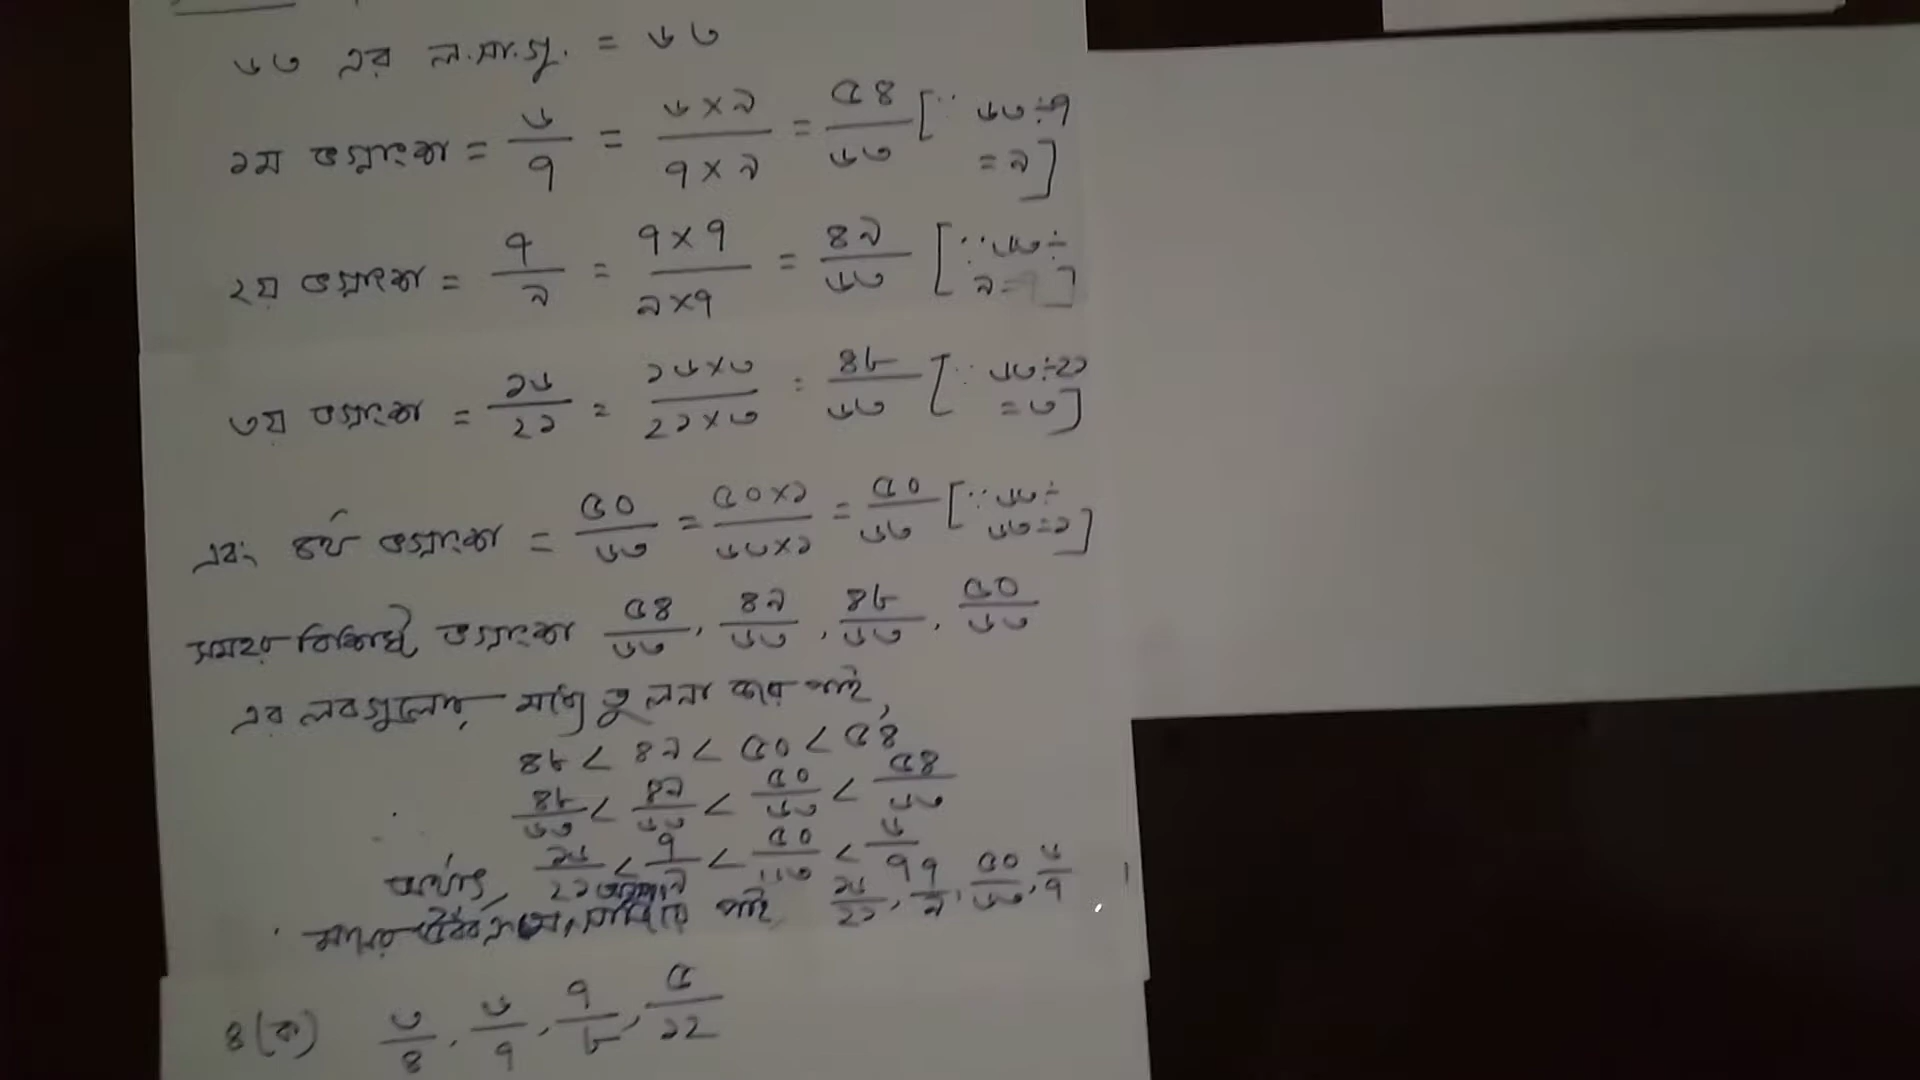 ৬৩ এর ল.সা.গু. = ৬৩
১ম ভগ্নাংশ = ৬/৭ = ৬×৯/৭×৯ = ৫৪/৬৩ [∵ ৬৩÷৭ = ৯]
২য় ভগ্নাংশ = ৭/৯ = ৭×৭/৯×৭ = ৪৯/৬৩ [∵ ৬৩÷ ৯=৭]
৩য় ভগ্নাংশ = ১৬/২১ = ১৬×৩/২১×৩ = ৪৮/৬৩ [∵ ৬৩÷২১ = ৩]
এবং ৪র্থ ভগ্নাংশ = ৫০/৬৩ = ৫০×১/৬৩×১ = ৫০/৬৩ [∵ ৬৩÷ ৬৩=১]
সমহর বিশিষ্ট ভগ্নাংশ ৫৪/৬৩, ৪৯/৬৩, ৪৮/৬৩, ৫০/৬৩
এর লবগুলোর মধ্যে তুলনা করে পাই,
৪৮ < ৪৯ < ৫০ < ৫৪
৪৮/৬৩ < ৪৯/৬৩ < ৫০/৬৩ < ৫৪/৬৩
অর্থাৎ, ১৬/২১ < ৭/৯ < ৫০/৬৩ < ৬/৭
মানের সাজিয়ে পাই ১৬/২১, ৭/৯, ৫০/৬৩, ৬/৭
৪(ক) ৩/৪, ৬/৭, ৭/৮, ৫/১২